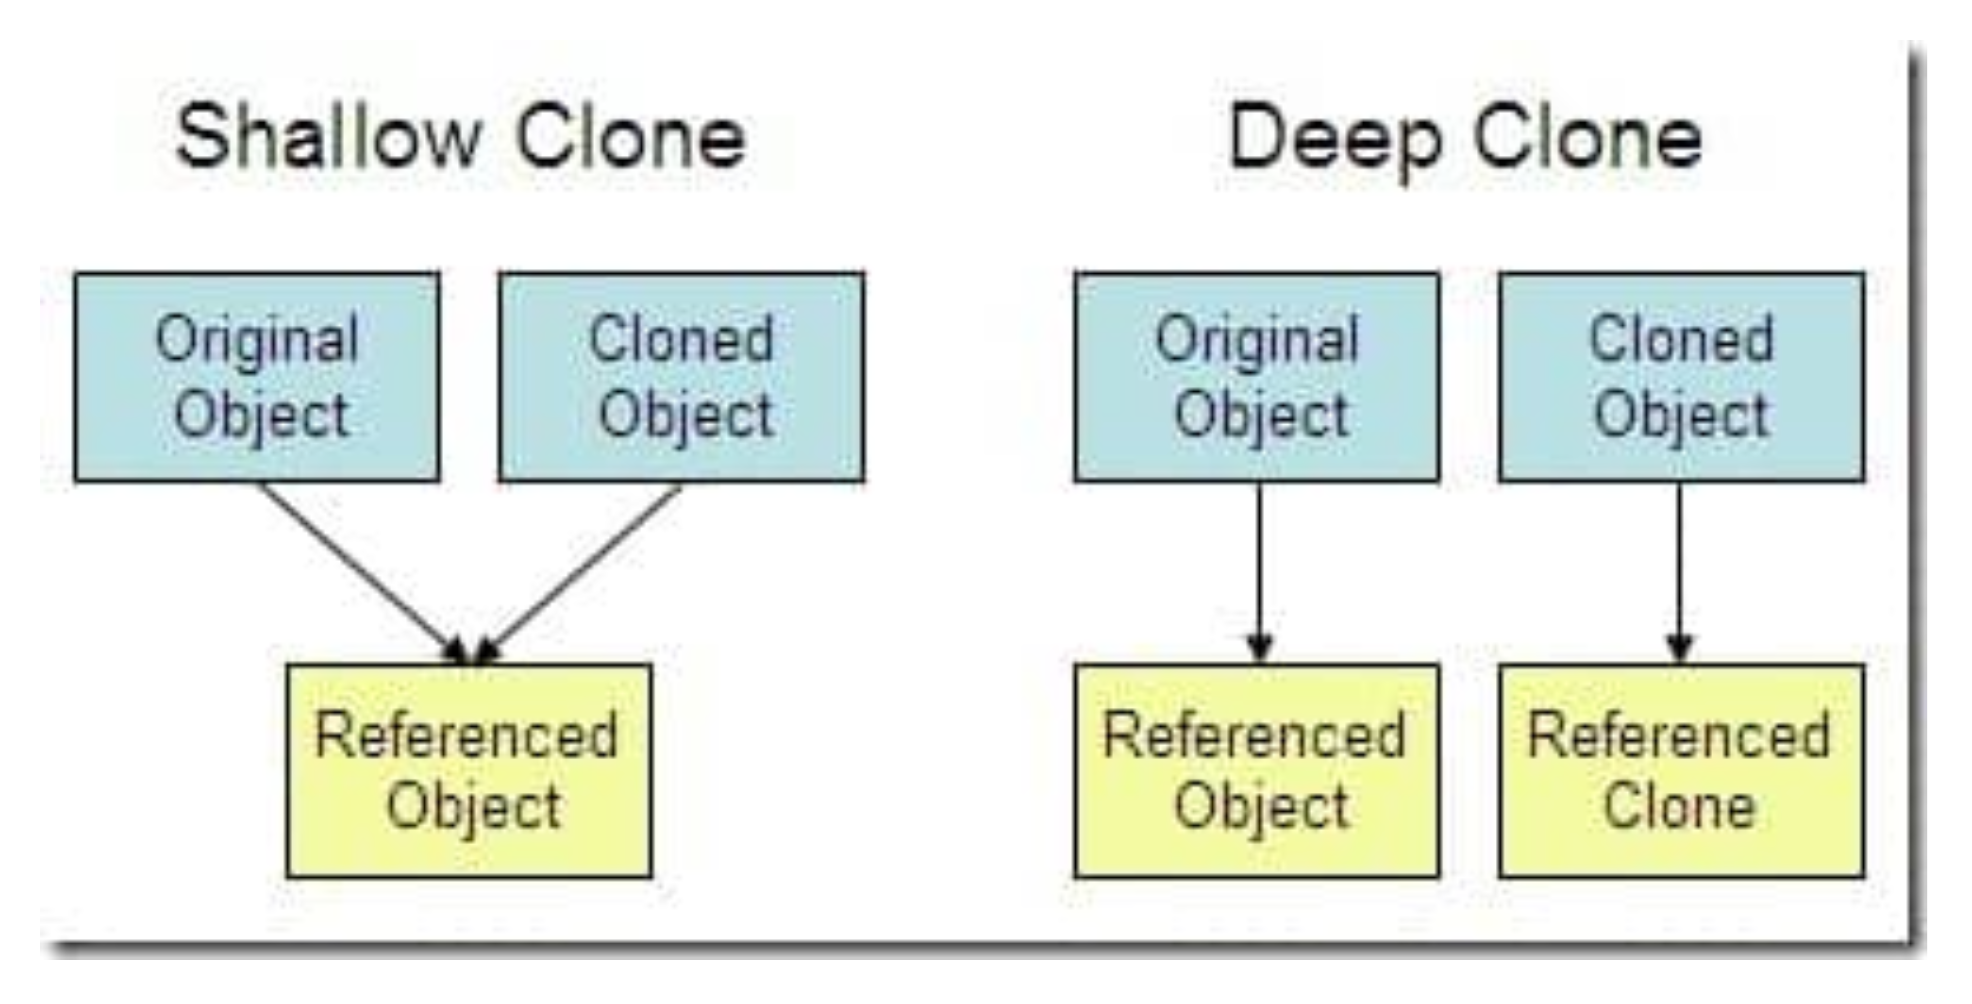 Shallow Clone
Deep Clone
Original
Object
Cloned
Object
Referenced
Object
Original
Object
Cloned
Object
Referenced
Object
Referenced
Clone